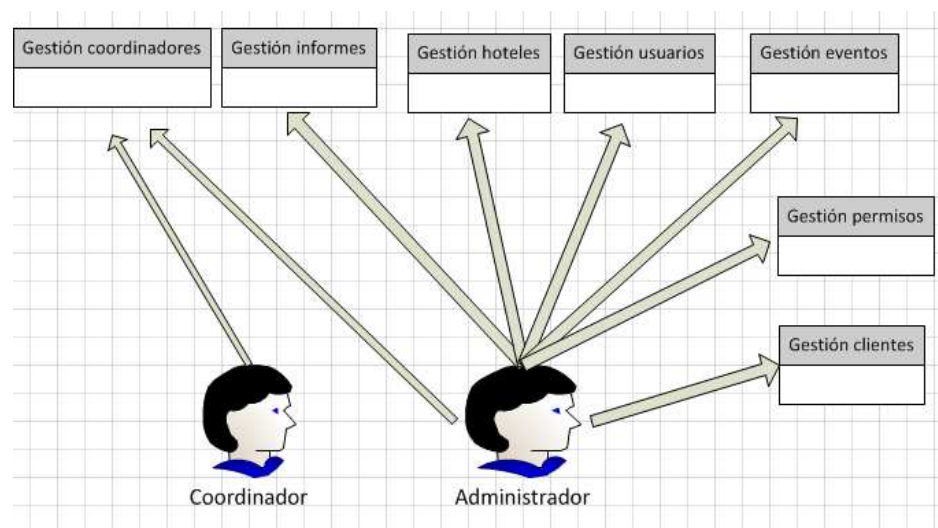 Gestión coordinadores
Gestión informes
Gestión hoteles
Gestión usuarios
Gestión eventos
Gestión permisos
Gestión clientes
Coordinador
Administrador